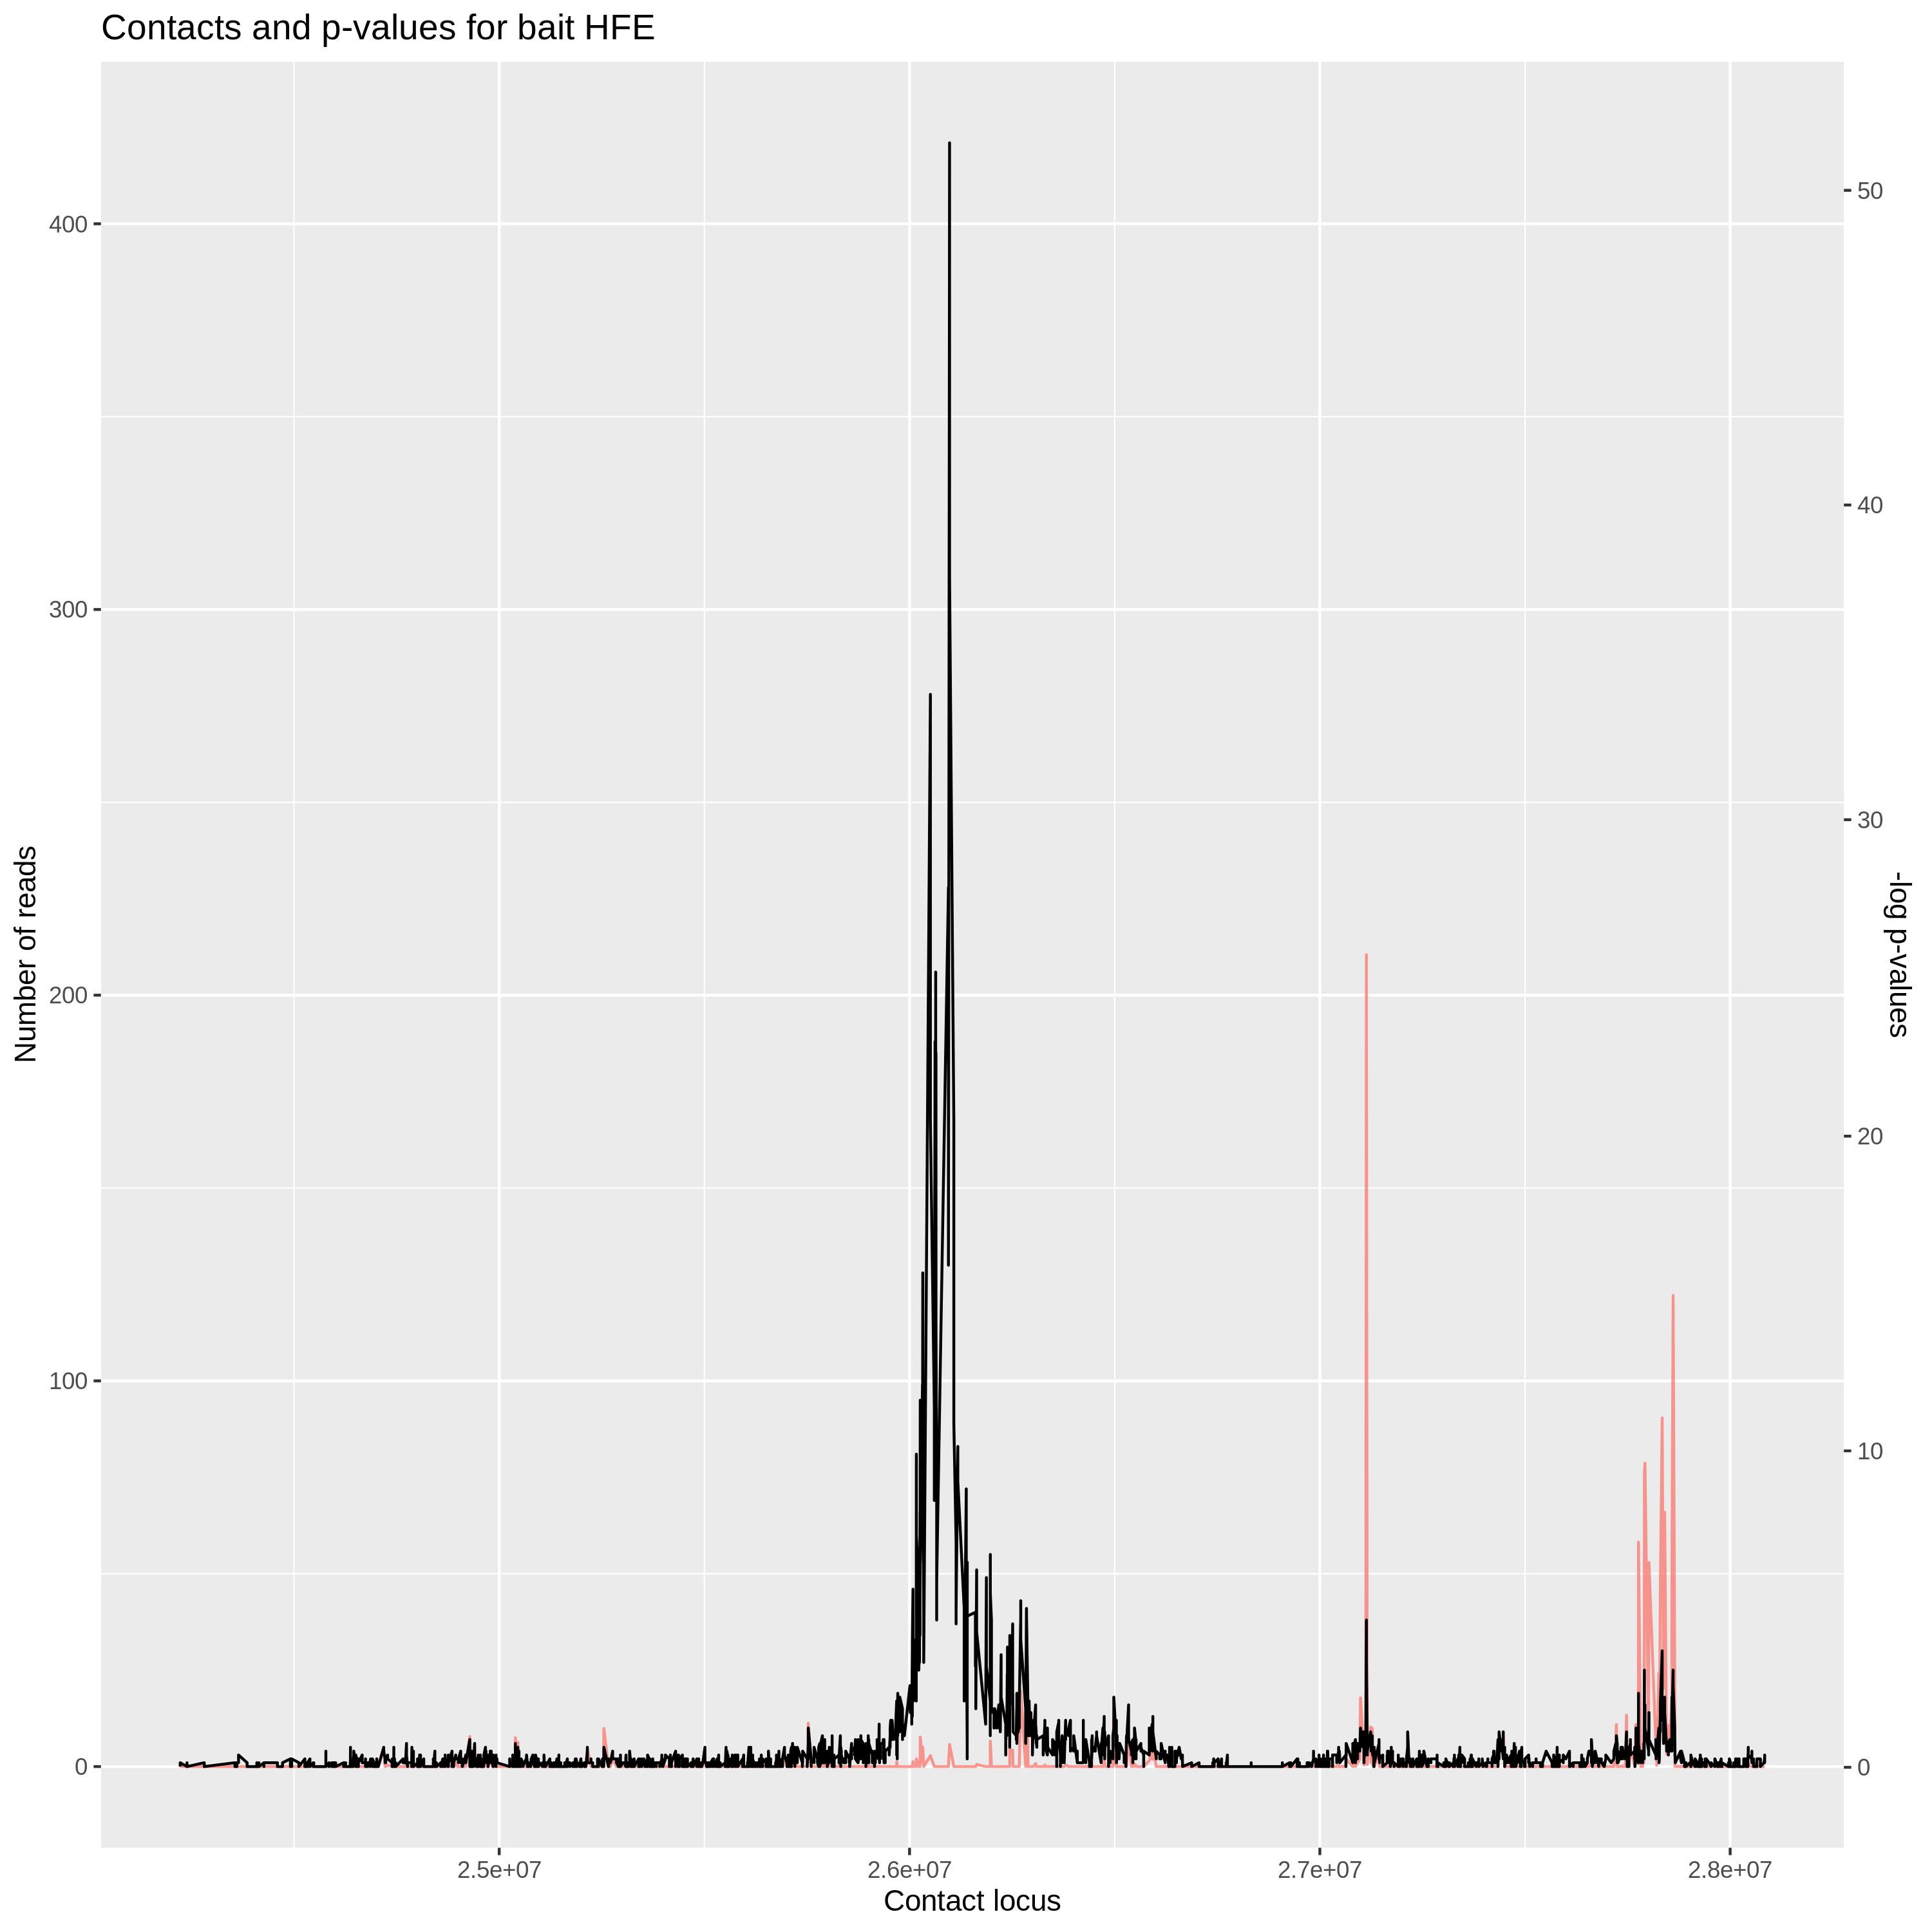 Contacts and p-values for bait HFE
400
300
200
100
0
Number of reads
50
40
30
20
10
0
-log p-values
2.5e+07
2.6e+07
2.7e+07
2.8e+07
Contact locus